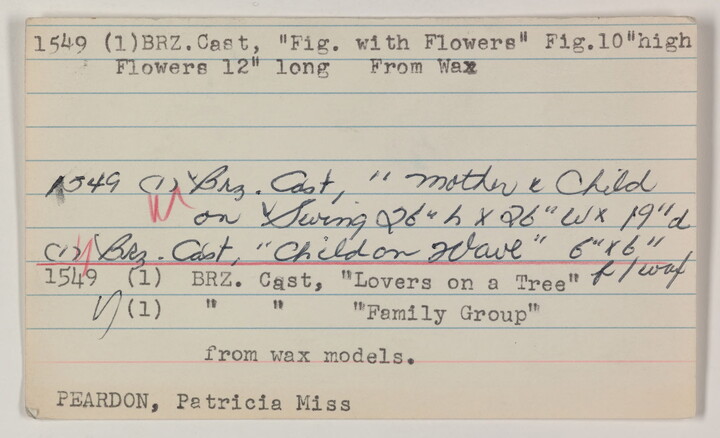 1549 (1)BRZ.Cast, "Fig. with Flowers" Fig.10"high
Flowers 12" long From Wax
1549 (1) Brz. Cast, "Mother & Child
on Swing 26" h x 26" W x 19" d
(1) Brz. Cast, "Child on Wave" 6"x6"
f/wax
1549 (1) BRZ. Cast, "Lovers on a Tree"
(1) " " "Family Group"
from wax models.
PEARDON, Patricia Miss